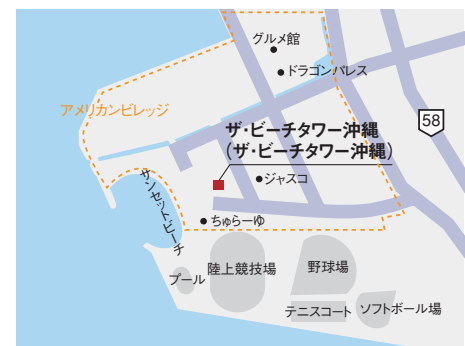 グルメ館
ドラゴンパレス
アメリカンビレッジ
58
ザ・ビーチタワー沖縄
(ザ・ビーチタワー沖縄)
ジャスコ
サンセットビーチ
ちゅらーゆ
プール
陸上競技場
野球場
テニスコート
ソフトボール場